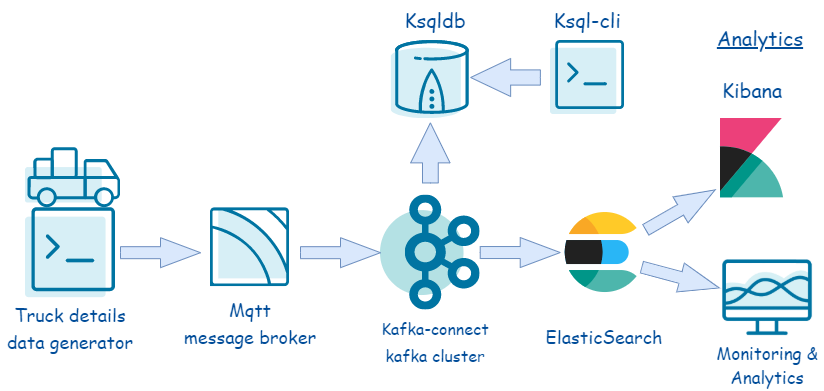 Ksqldb
Ksql-cli
Analytics
Kibana
Truck details
data generator
Mqtt
message broker
Kafka-connect
kafka cluster
ElasticSearch
Monitoring &
Analytics